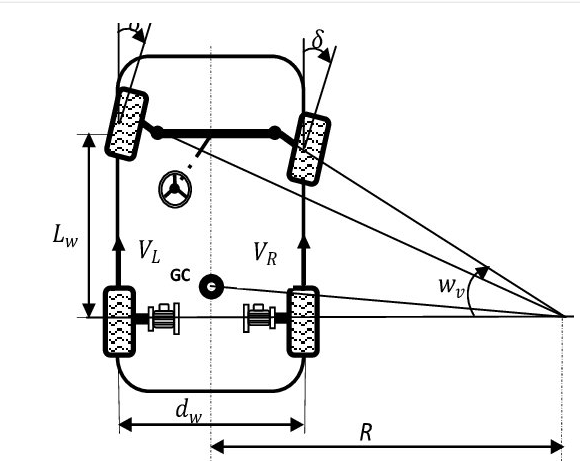 δ
δ
L_w
V_L
V_R
GC
w_v
d_w
R